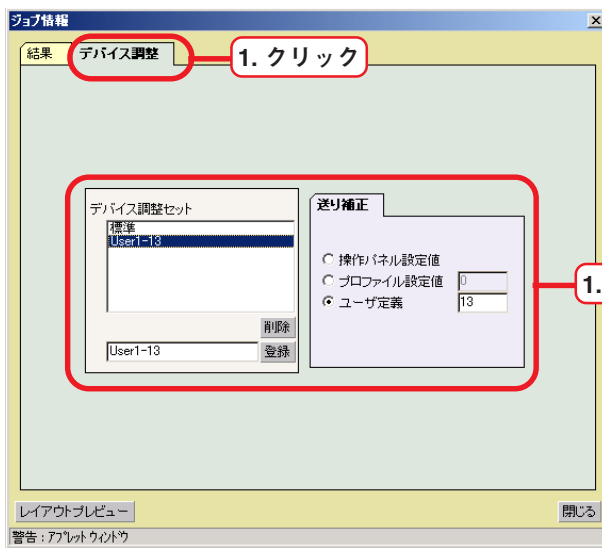 ジョブ情報
結果
デバイス調整
1. クリック
デバイス調整セット
標準
User1-13
削除
User1-13
登録
送り補正
操作パネル設定値
プロファイル設定値 0
ユーザ定義 13
1.
レイアウトプレビュー
閉じる
警告 : アプレット ウィンドウ